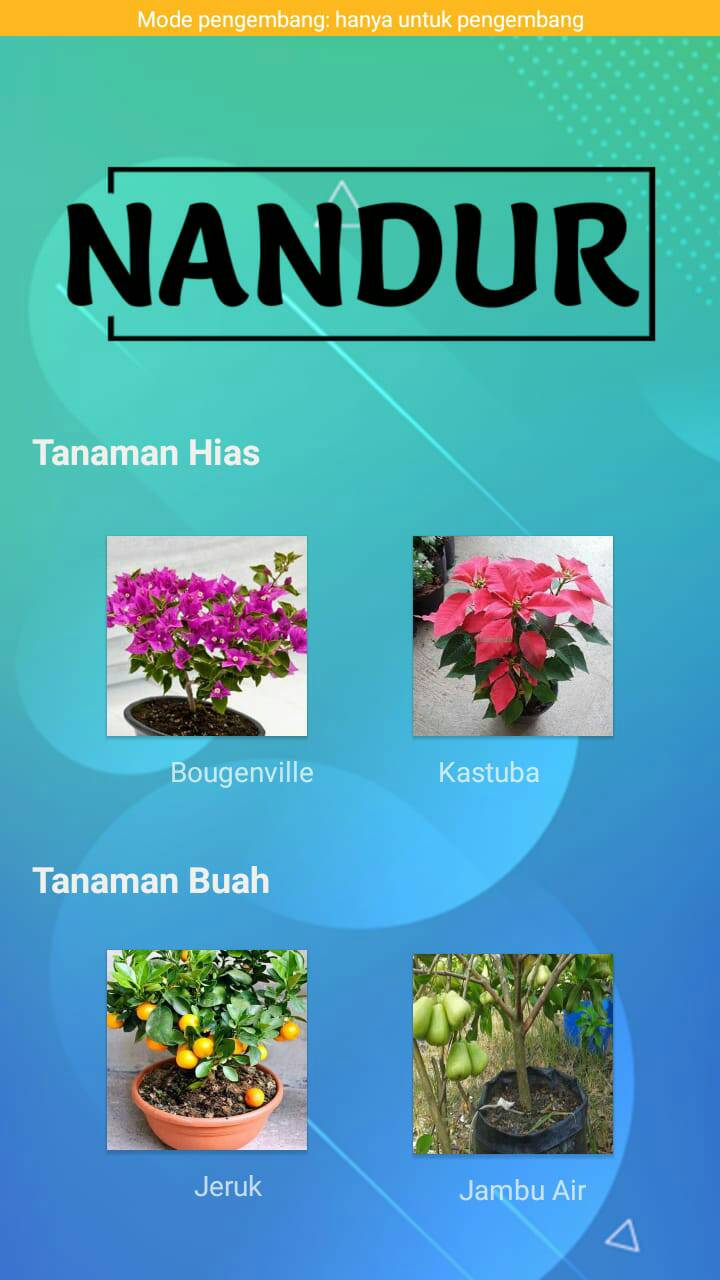 Mode pengembang: hanya untuk pengembang
NANDUR
Tanaman Hias
Bougenville
Kastuba
Tanaman Buah
Jeruk
Jambu Air